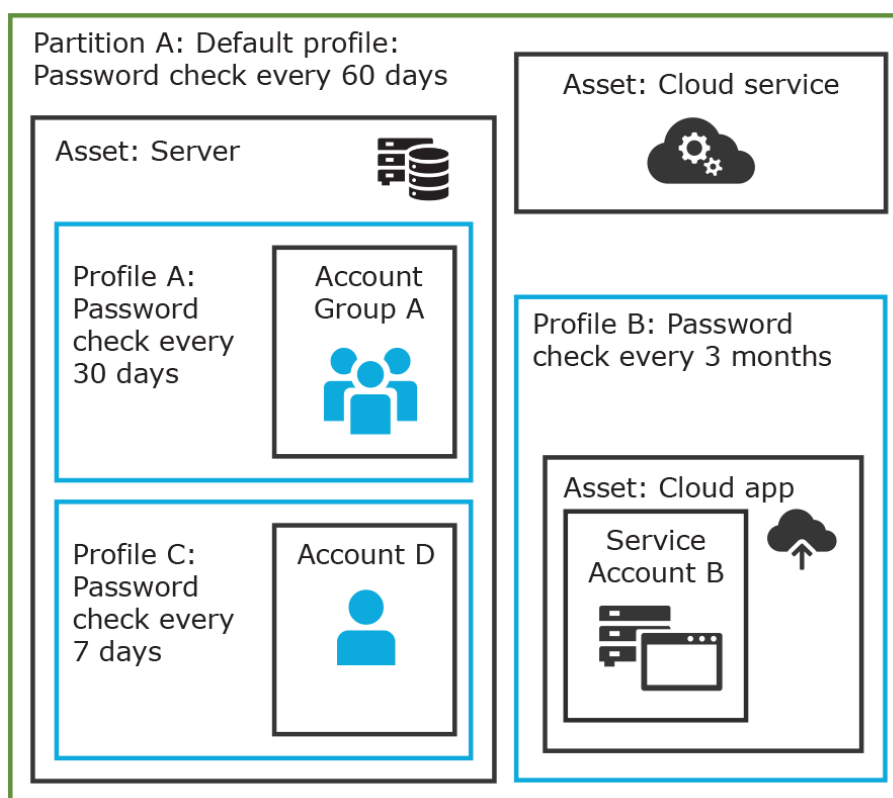 Partition A: Default profile:
Password check every 60 days
Asset: Server
Profile A:
Password
check every
30 days
Account
Group A
Profile C:
Password
check every
7 days
Account D
Asset: Cloud service
Profile B: Password
check every 3 months
Asset: Cloud app
Service
Account B